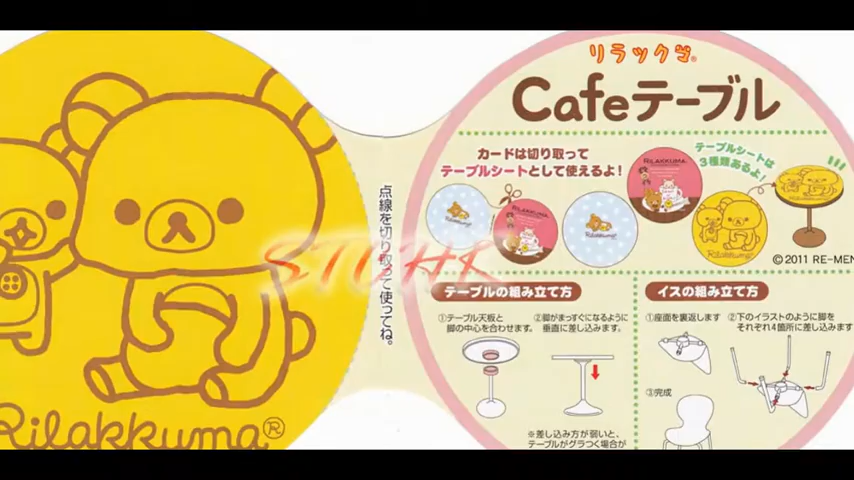 Rilakkuma®
点線を切り取って使ってね。
リラックマ®
Cafeテーブル
カードは切り取って
テーブルシートとして使えるよ！
テーブルシートは
3種類あるよ！
RILAKKUMA
RILAKKUMA
Rilakkuma
Rilakkuma
© 2011 RE-MEN
テーブルの組み立て方
①テーブル天板と
脚の中心を合わせます。
②脚がまっすぐになるように
垂直に差し込みます。
※差し込み方が弱いと、
テーブルがグラつく場合が
イスの組み立て方
①座面を裏返します
②下のイラストのように脚を
それぞれ4箇所に差し込みます
③完成